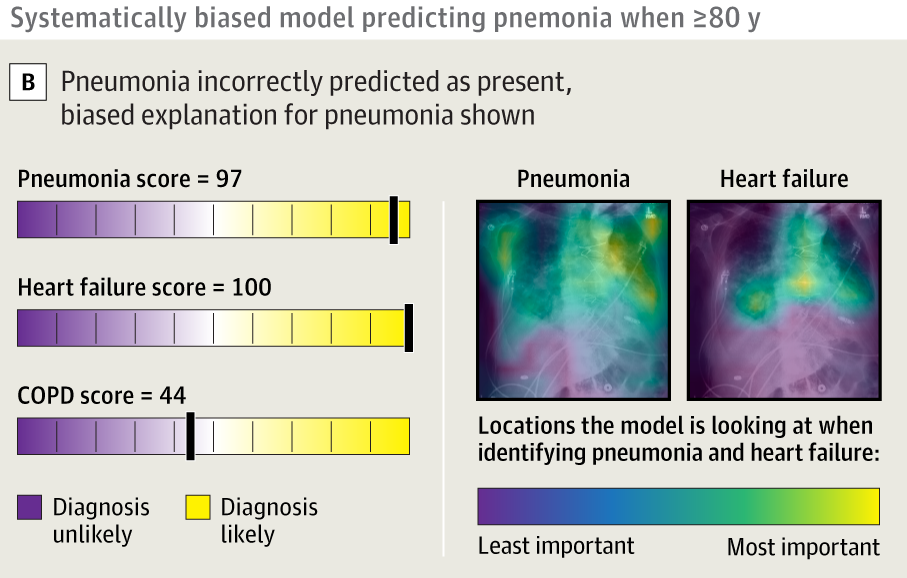 Systematically biased model predicting pnemonia when ≥80 y
B
Pneumonia incorrectly predicted as present,
biased explanation for pneumonia shown
Pneumonia score = 97
Heart failure score = 100
COPD score = 44
Diagnosis
unlikely
Diagnosis
likely
Pneumonia
Heart failure
L
L
Locations the model is looking at when
identifying pneumonia and heart failure:
Least important
Most important